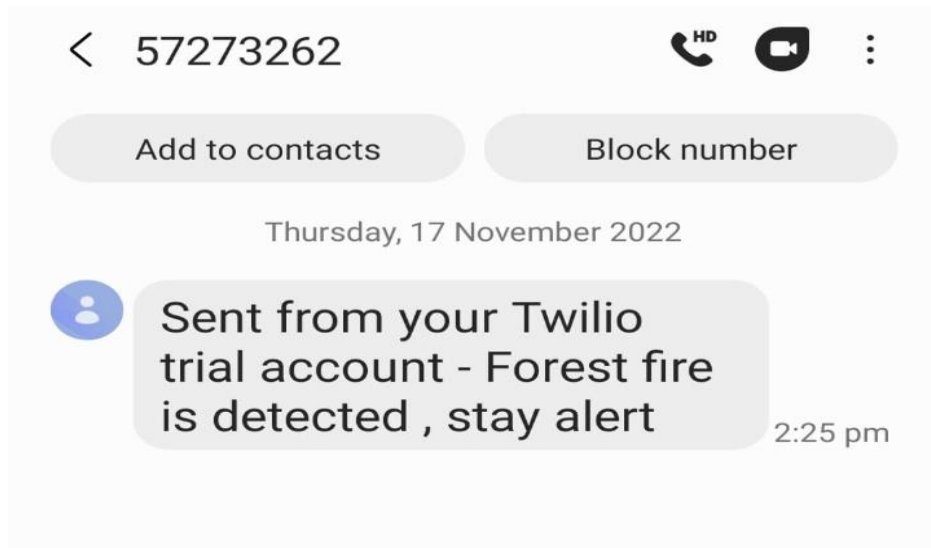 57273262
HD
Add to contacts
Block number
Thursday, 17 November 2022
Sent from your Twilio
trial account - Forest fire
is detected , stay alert
2:25 pm